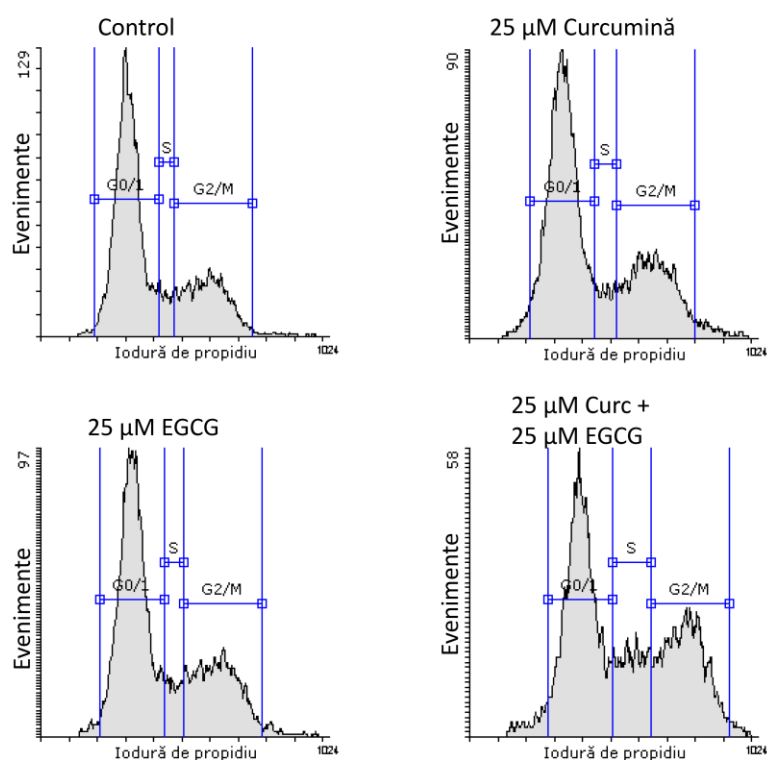 Control
129
Evenimente
G0/1
S
G2/M
Iodură de propidiu
1024
25 µM Curcumină
90
Evenimente
G0/1
S
G2/M
Iodură de propidiu
1024
25 µM EGCG
97
Evenimente
G0/1
S
G2/M
Iodură de propidiu
1024
25 µM Curc +
25 µM EGCG
58
Evenimente
G0/1
S
G2/M
Iodură de propidiu
1024